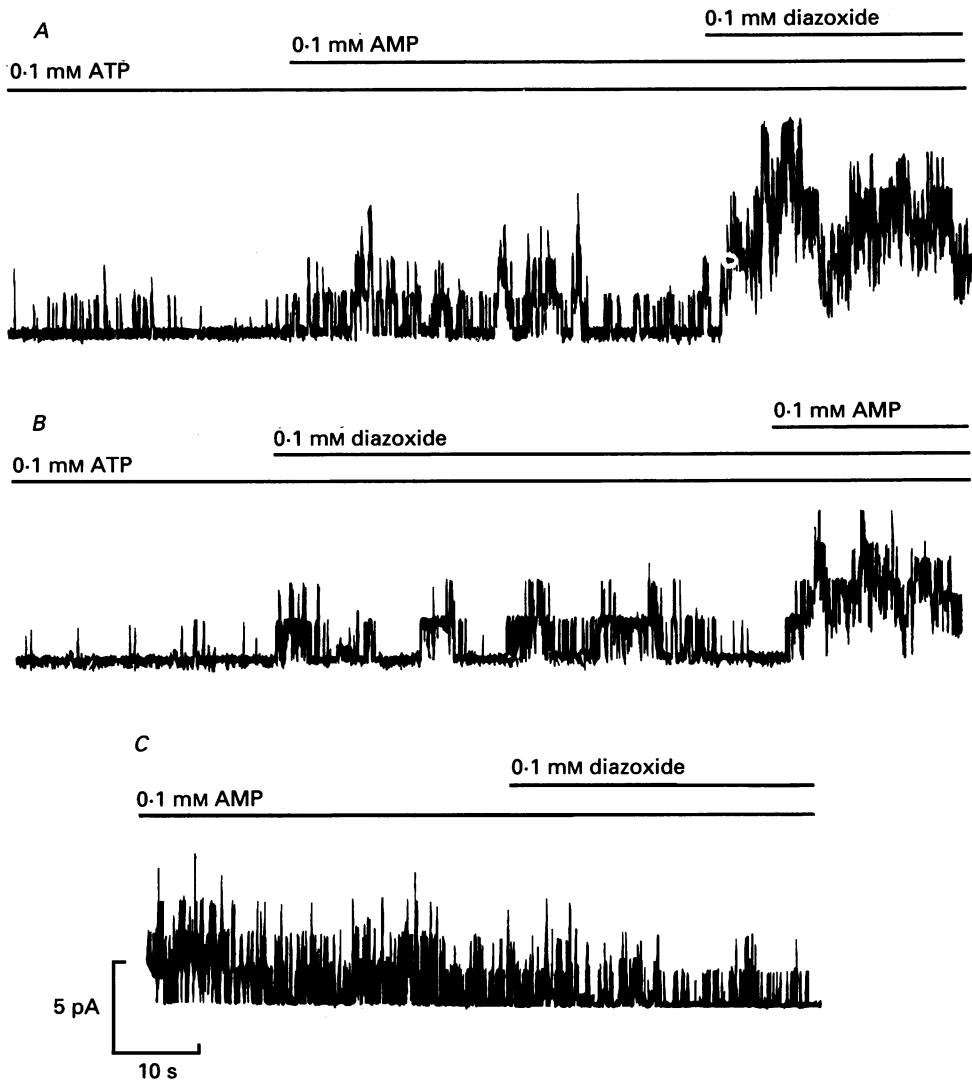 A
0·1 mM diazoxide
0·1 mM AMP
0·1 mM ATP
B
0·1 mM AMP
0·1 mM diazoxide
0·1 mM ATP
C
0·1 mM diazoxide
0·1 mM AMP
5 pA
10 s